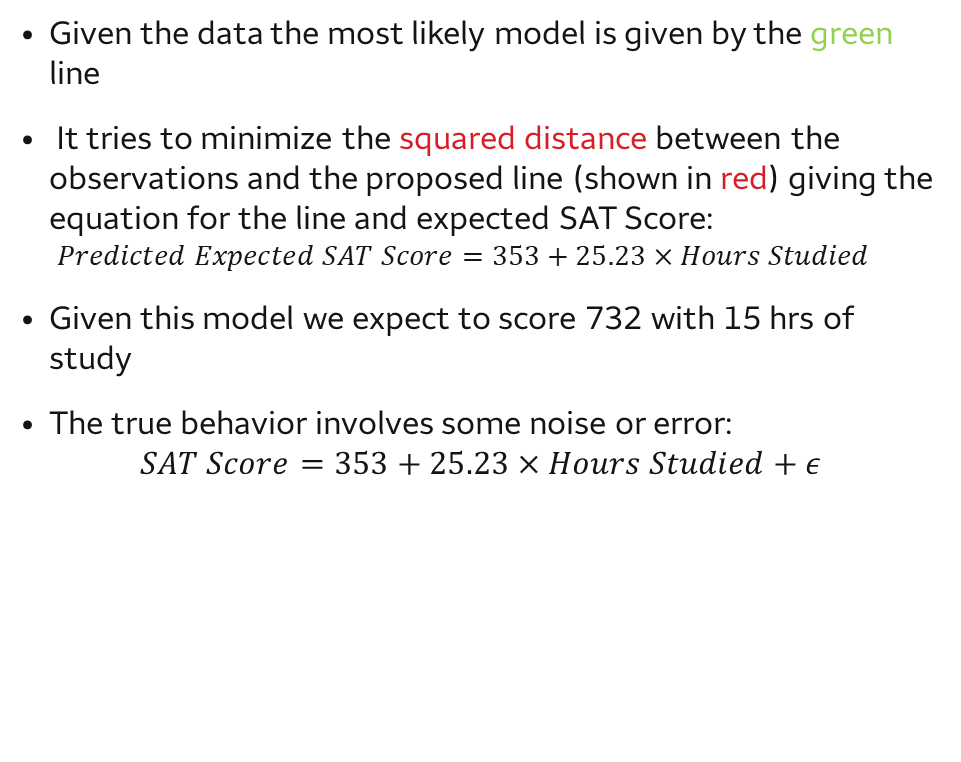 • Given the data the most likely model is given by the green
line
• It tries to minimize the squared distance between the
observations and the proposed line (shown in red) giving the
equation for the line and expected SAT Score:
Predicted Expected SAT Score = 353 + 25.23 × Hours Studied
• Given this model we expect to score 732 with 15 hrs of
study
• The true behavior involves some noise or error:
SAT Score = 353 + 25.23 × Hours Studied + ϵ